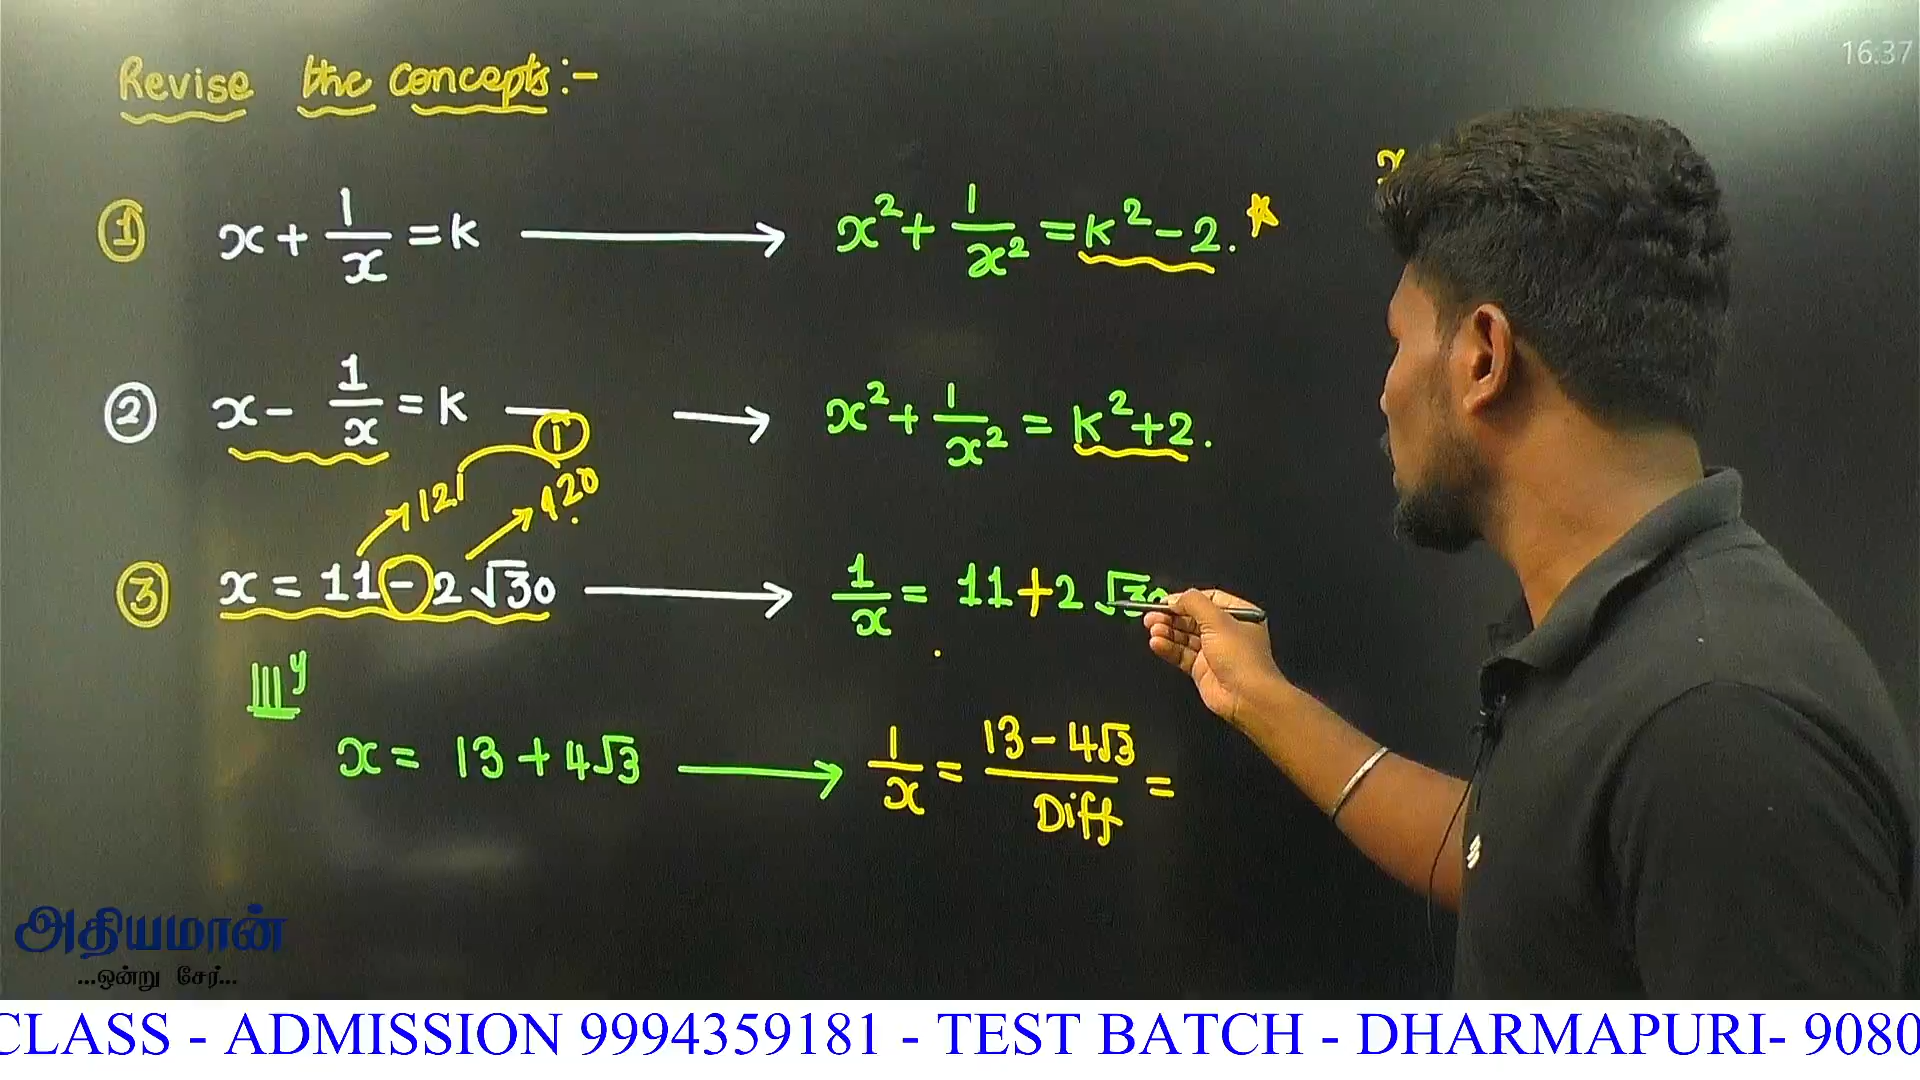 16:37
Revise the concepts:-
x
① x + 1/x = k ⟶ x² + 1/x² = k² - 2. ☆
② x - 1/x = k — → x² + 1/x² = k² + 2.
①
121 120
③ x = 11 - 2√30 ⟶ 1/x = 11 + 2√30
|||y
x = 13 + 4√3 ⟶ 1/x = (13 - 4√3)/Diff =
அதியமான்
...ஒன்று சேர்...
CLASS - ADMISSION 9994359181 - TEST BATCH - DHARMAPURI- 9080